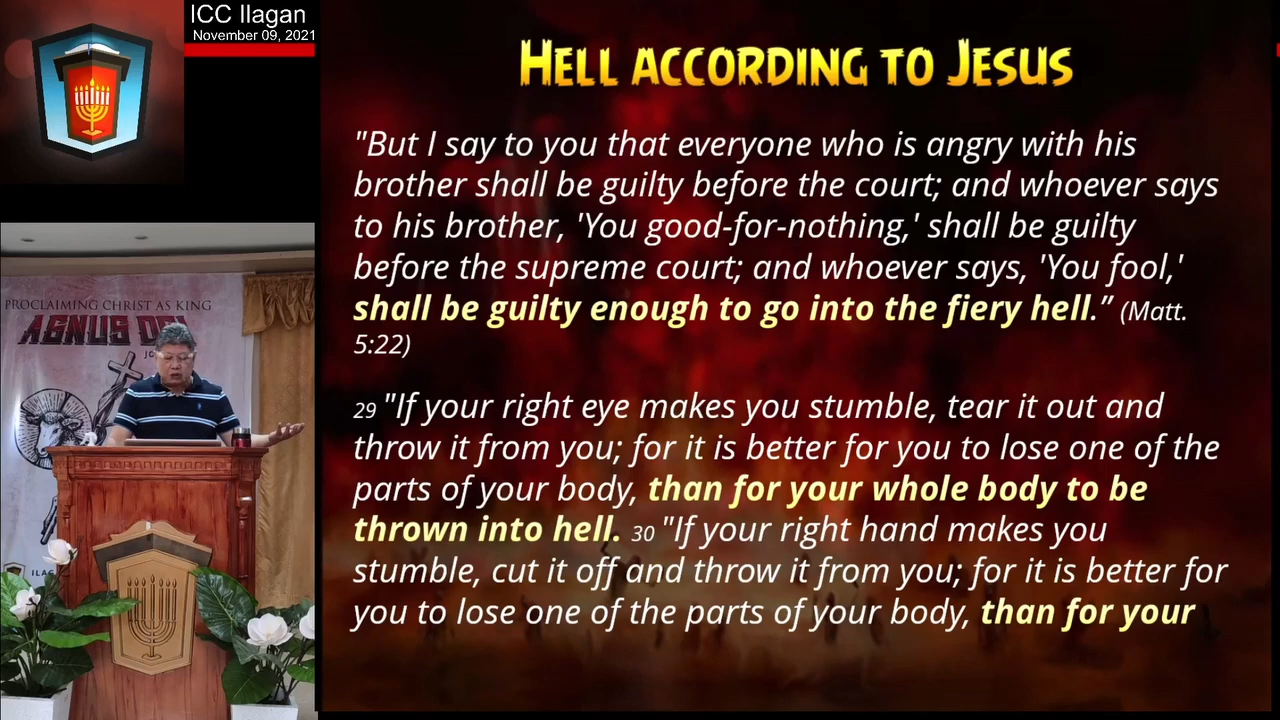 ICC Ilagan
November 09, 2021
HELL ACCORDING TO JESUS
"But I say to you that everyone who is angry with his
brother shall be guilty before the court; and whoever says
to his brother, 'You good-for-nothing,' shall be guilty
before the supreme court; and whoever says, 'You fool,'
shall be guilty enough to go into the fiery hell.” (Matt.
5:22)
29 "If your right eye makes you stumble, tear it out and
throw it from you; for it is better for you to lose one of the
parts of your body, than for your whole body to be
thrown into hell. 30 "If your right hand makes you
stumble, cut it off and throw it from you; for it is better for
you to lose one of the parts of your body, than for your
PROCLAIMING CHRIST AS KING
AGNUS DEI